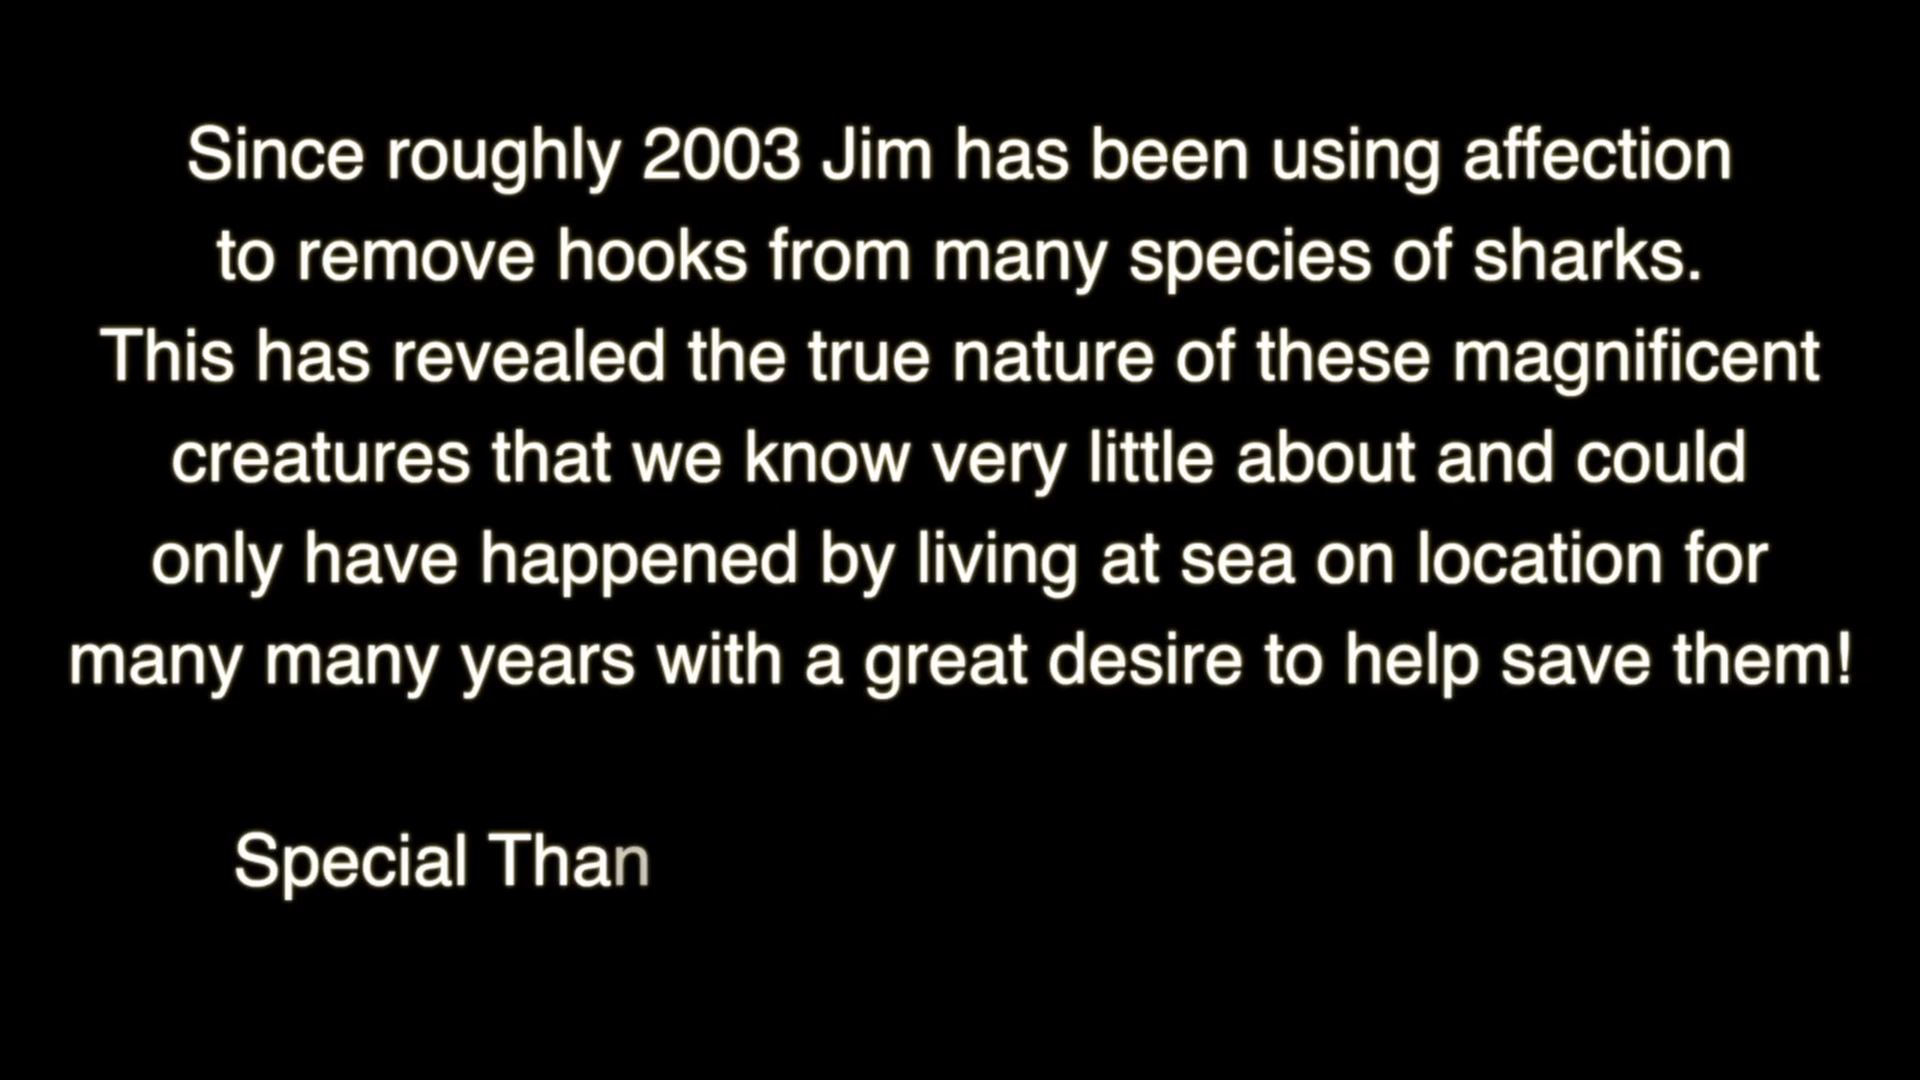 Since roughly 2003 Jim has been using affection
to remove hooks from many species of sharks.
This has revealed the true nature of these magnificent
creatures that we know very little about and could
only have happened by living at sea on location for
many many years with a great desire to help save them!
Special Than